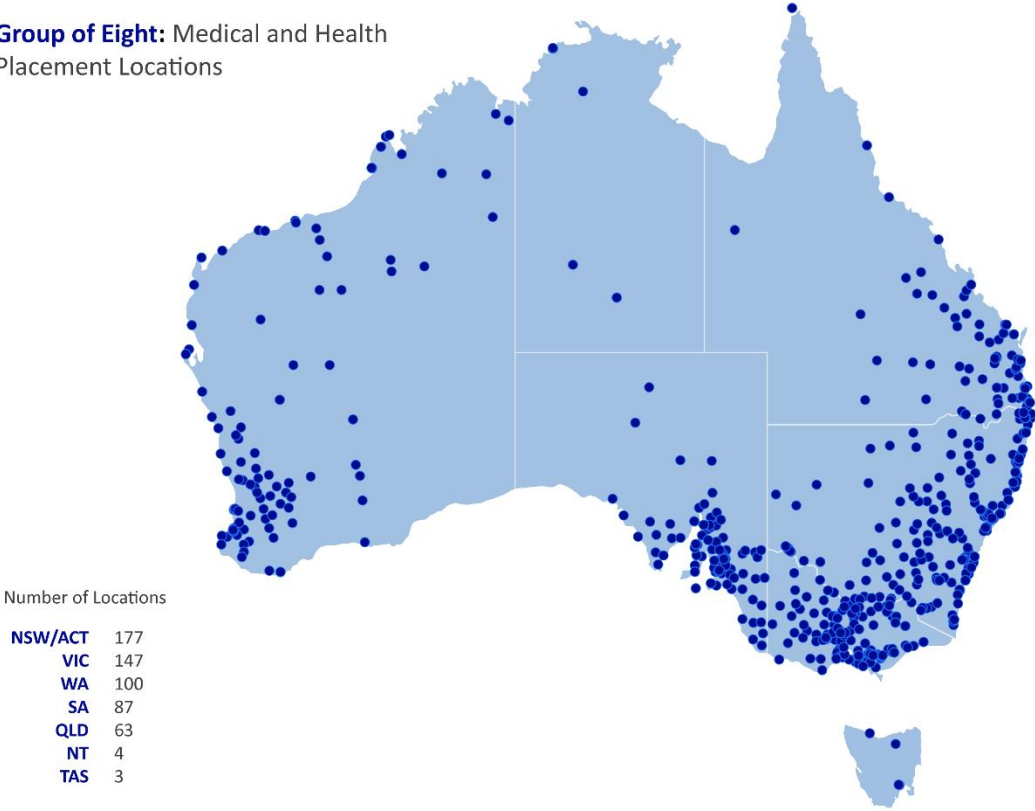 Group of Eight: Medical and Health
Placement Locations
Number of Locations
NSW/ACT 177
VIC 147
WA 100
SA 87
QLD 63
NT 4
TAS 3